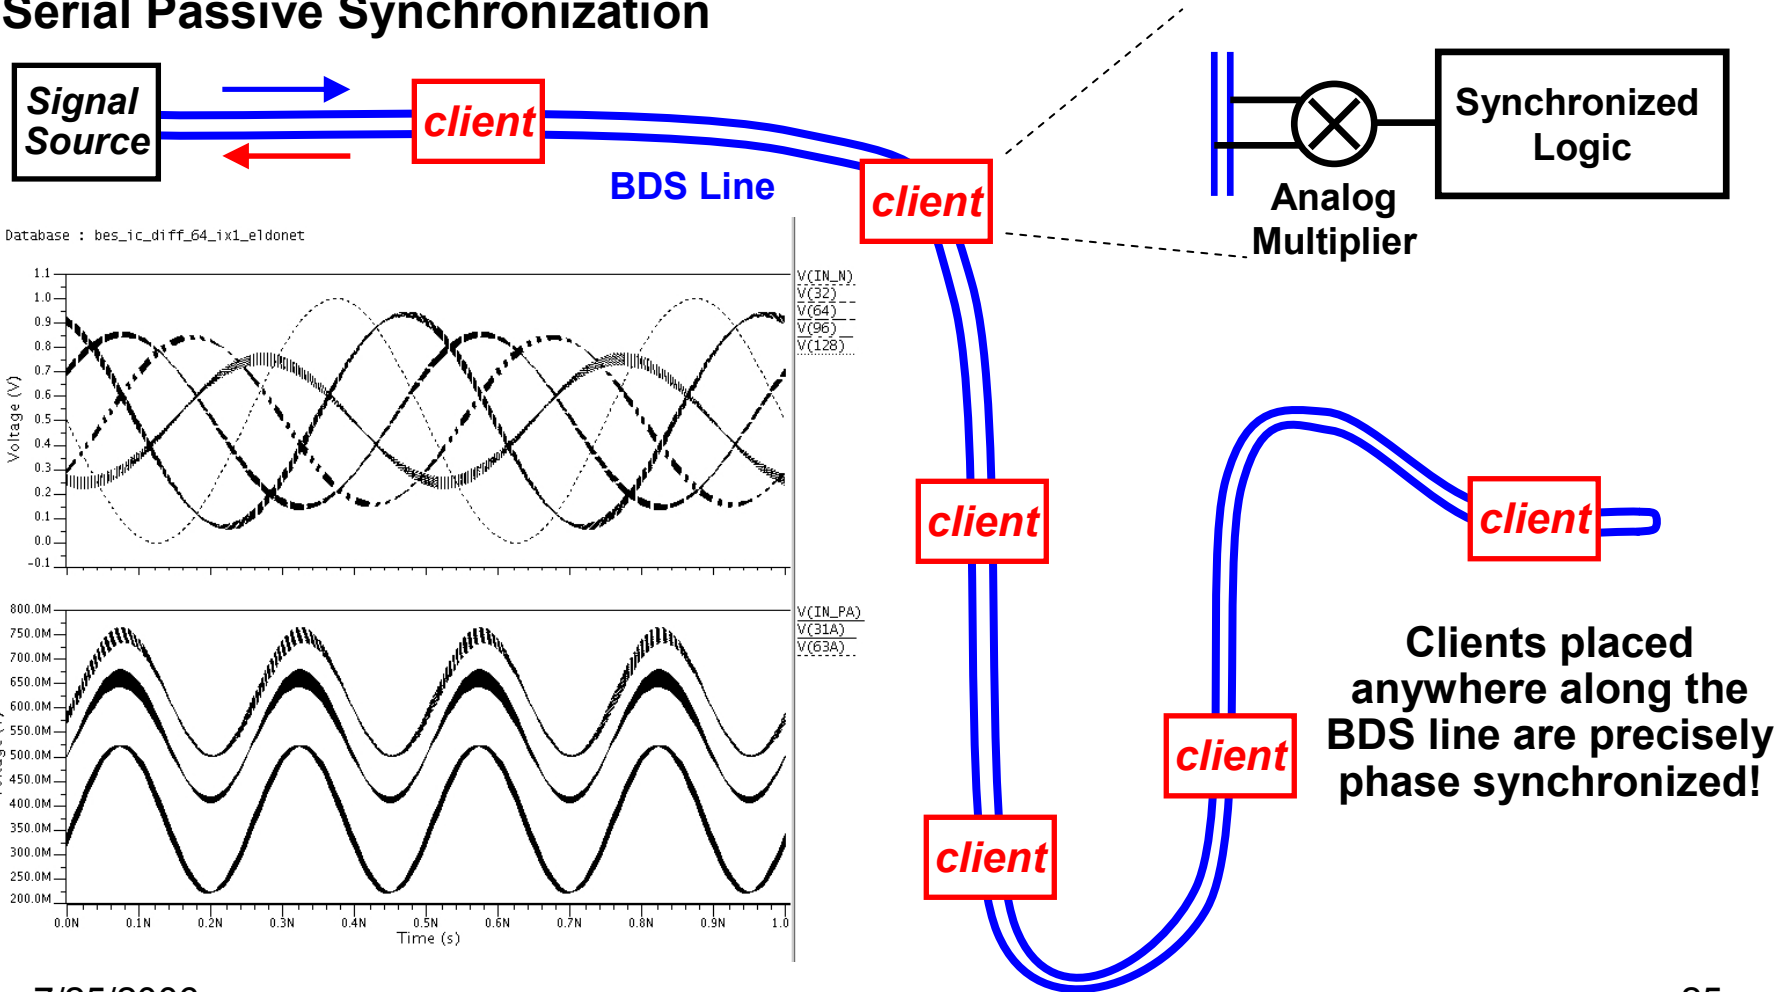 Serial Passive Synchronization
Signal
Source
client
BDS Line
client
Synchronized
Logic
Analog
Multiplier
Database : bes_ic_diff_64_ix1_eldonet
1.1
1.0
0.9
0.8
0.7
0.6
0.5
0.4
0.3
0.2
0.1
0.0
-0.1
Voltage (V)
V(IN_N)
V(32)
V(64)
V(96)
V(128)
800.0M
750.0M
700.0M
650.0M
600.0M
550.0M
500.0M
450.0M
400.0M
350.0M
300.0M
250.0M
200.0M
V(IN_PA)
V(31A)
V(63A)
0.0N 0.1N 0.2N 0.3N 0.4N 0.5N 0.6N 0.7N 0.8N 0.9N 1.0
Time (s)
client
client
client
client
Clients placed
anywhere along the
BDS line are precisely
phase synchronized!